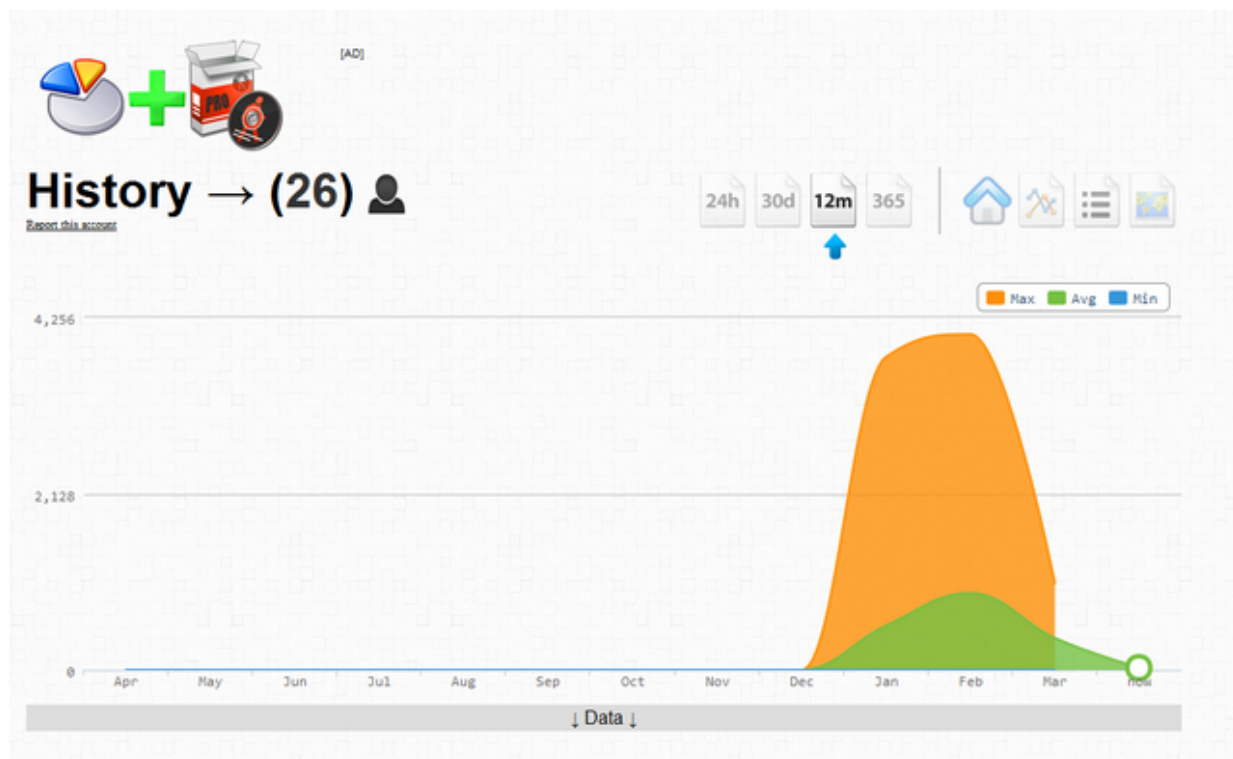 [AD]
PRO
History → (26)
Report this account
24h 30d 12m 365
Max Avg Min
4,256
2,128
0
Apr May Jun Jul Aug Sep Oct Nov Dec Jan Feb Mar now
↓ Data ↓